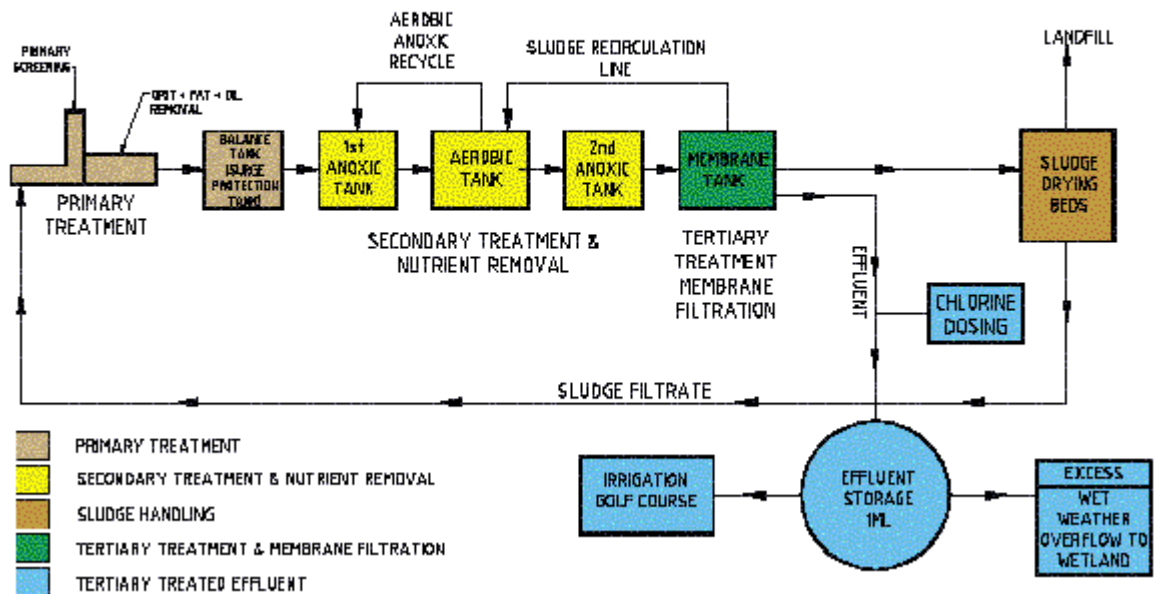 PRIMARY
SCREENING
GRIT + FAT + OIL
REMOVAL
AEROBIC
ANOXIC
RECYCLE
SLUDGE RECIRCULATION
LINE
LANDFILL
BALANCE
TANK
(SURGE
PROTECTION
TANK)
1st
ANOXIC
TANK
AEROBIC
TANK
2nd
ANOXIC
TANK
MEMBRANE
TANK
SLUDGE
DRYING
BEDS
PRIMARY
TREATMENT
SECONDARY TREATMENT &
NUTRIENT REMOVAL
TERTIARY
TREATMENT
MEMBRANE
FILTRATION
EFFLUENT
CHLORINE
DOSING
SLUDGE FILTRATE
PRIMARY TREATMENT
SECONDARY TREATMENT & NUTRIENT REMOVAL
SLUDGE HANDLING
TERTIARY TREATMENT & MEMBRANE FILTRATION
TERTIARY TREATED EFFLUENT
IRRIGATION
GOLF COURSE
EFFLUENT
STORAGE
1ML
EXCESS
WET
WEATHER
OVERFLOW TO
WETLAND